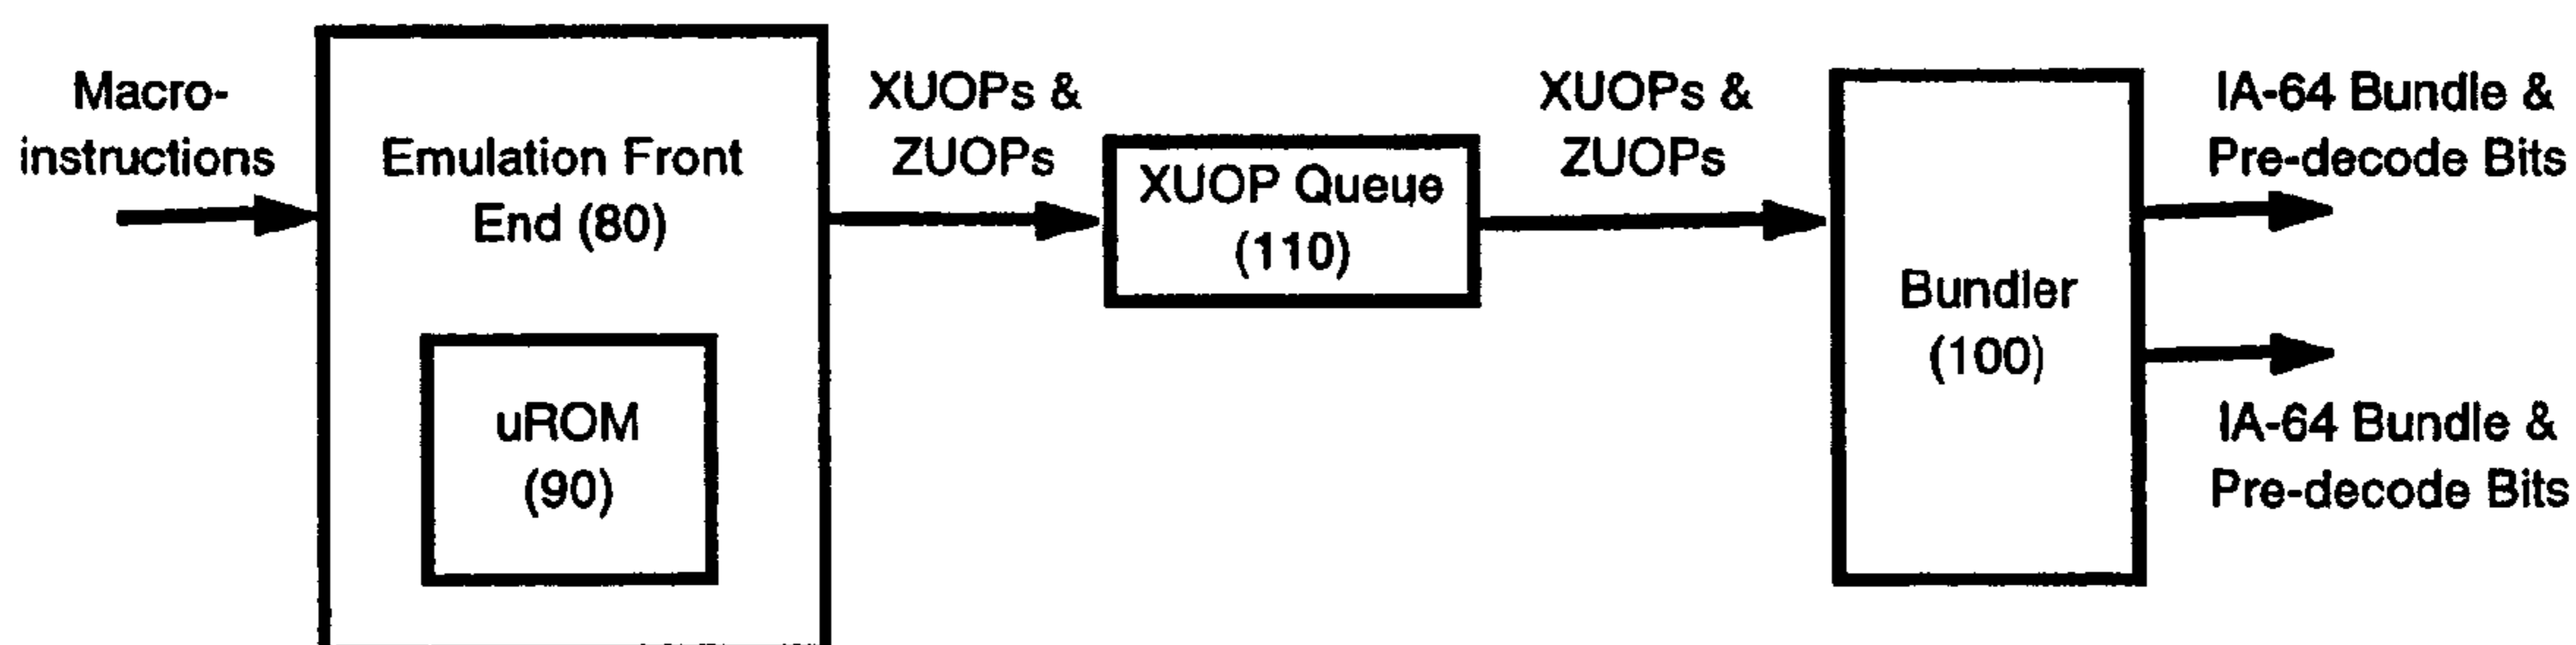 Macro-
instructions
Emulation Front
End (80)
uROM
(90)
XUOPs &
ZUOPs
XUOP Queue
(110)
XUOPs &
ZUOPs
Bundler
(100)
IA-64 Bundle &
Pre-decode Bits
IA-64 Bundle &
Pre-decode Bits